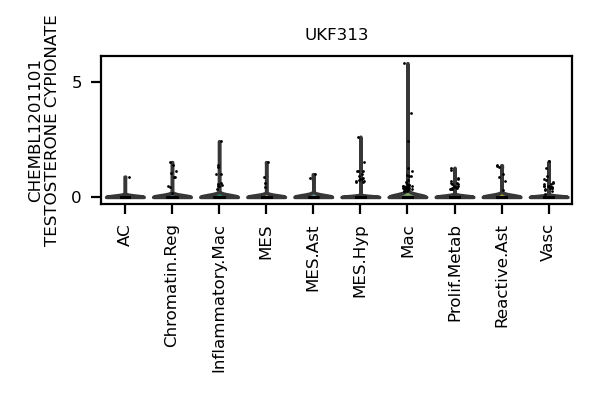 UKF313
CHEMBL1201101
TESTOSTERONE CYPIONATE
5
0
AC
Chromatin.Reg
Inflammatory.Mac
MES
MES.Ast
MES.Hyp
Mac
Prolif.Metab
Reactive.Ast
Vasc